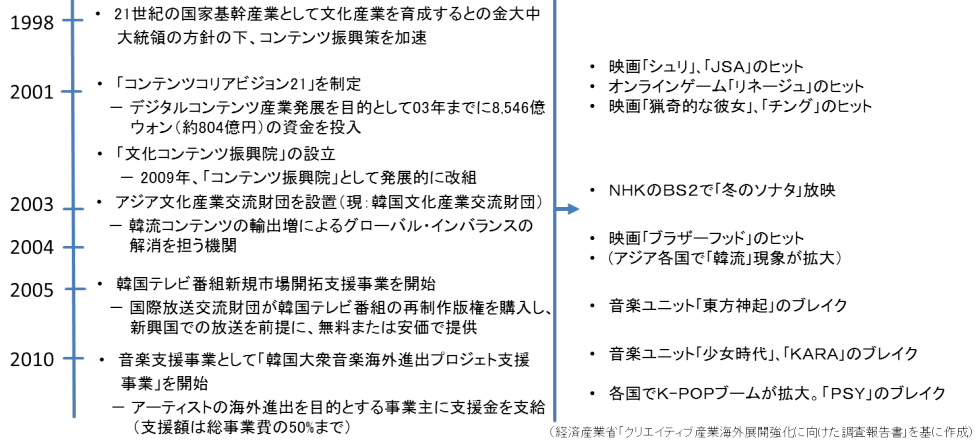 1998
・ 21世紀の国家基幹産業として文化産業を育成するとの金大中
大統領の方針の下、コンテンツ振興策を加速
2001
・ 「コンテンツコリアビジョン21」を制定
－ デジタルコンテンツ産業発展を目的として03年までに8,546億
ウォン(約804億円)の資金を投入
・ 「文化コンテンツ振興院」の設立
－ 2009年、「コンテンツ振興院」として発展的に改組
2003
・ アジア文化産業交流財団を設置(現:韓国文化産業交流財団)
－ 韓流コンテンツの輸出増によるグローバル・インバランスの
解消を担う機関
2004
2005
・ 韓国テレビ番組新規市場開拓支援事業を開始
－ 国際放送交流財団が韓国テレビ番組の再制作版権を購入し、
新興国での放送を前提に、無料または安価で提供
2010
・ 音楽支援事業として「韓国大衆音楽海外進出プロジェト支援
事業」を開始
－ アーティストの海外進出を目的とする事業主に支援金を支給
(支援額は総事業費の50%まで)
・ 映画「シュリ」、「JSA」のヒット
・ オンラインゲーム「リネージュ」のヒット
・ 映画「猟奇的な彼女」、「チング」のヒット
・ NHKのBS2で「冬のソナタ」放映
・ 映画「ブラザーフッド」のヒット
・ (アジア各国で「韓流」現象が拡大)
・ 音楽ユニット「東方神起」のブレイク
・ 音楽ユニット「少女時代」、「KARA」のブレイク
・ 各国でK-POPブームが拡大。「PSY」のブレイク
(経済産業省「クリエイティブ産業海外展開強化に向けた調査報告書」を基に作成)